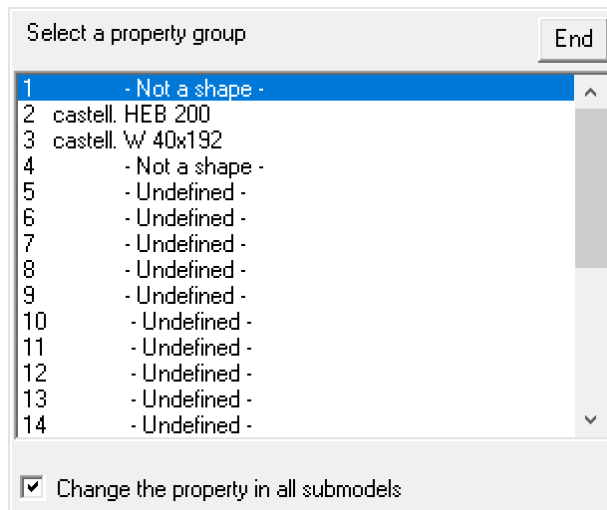 Select a property group
End
1 - Not a shape -
2 castell. HEB 200
3 castell. W 40x192
4 - Not a shape -
5 - Undefined -
6 - Undefined -
7 - Undefined -
8 - Undefined -
9 - Undefined -
10 - Undefined -
11 - Undefined -
12 - Undefined -
13 - Undefined -
14 - Undefined -
Change the property in all submodels